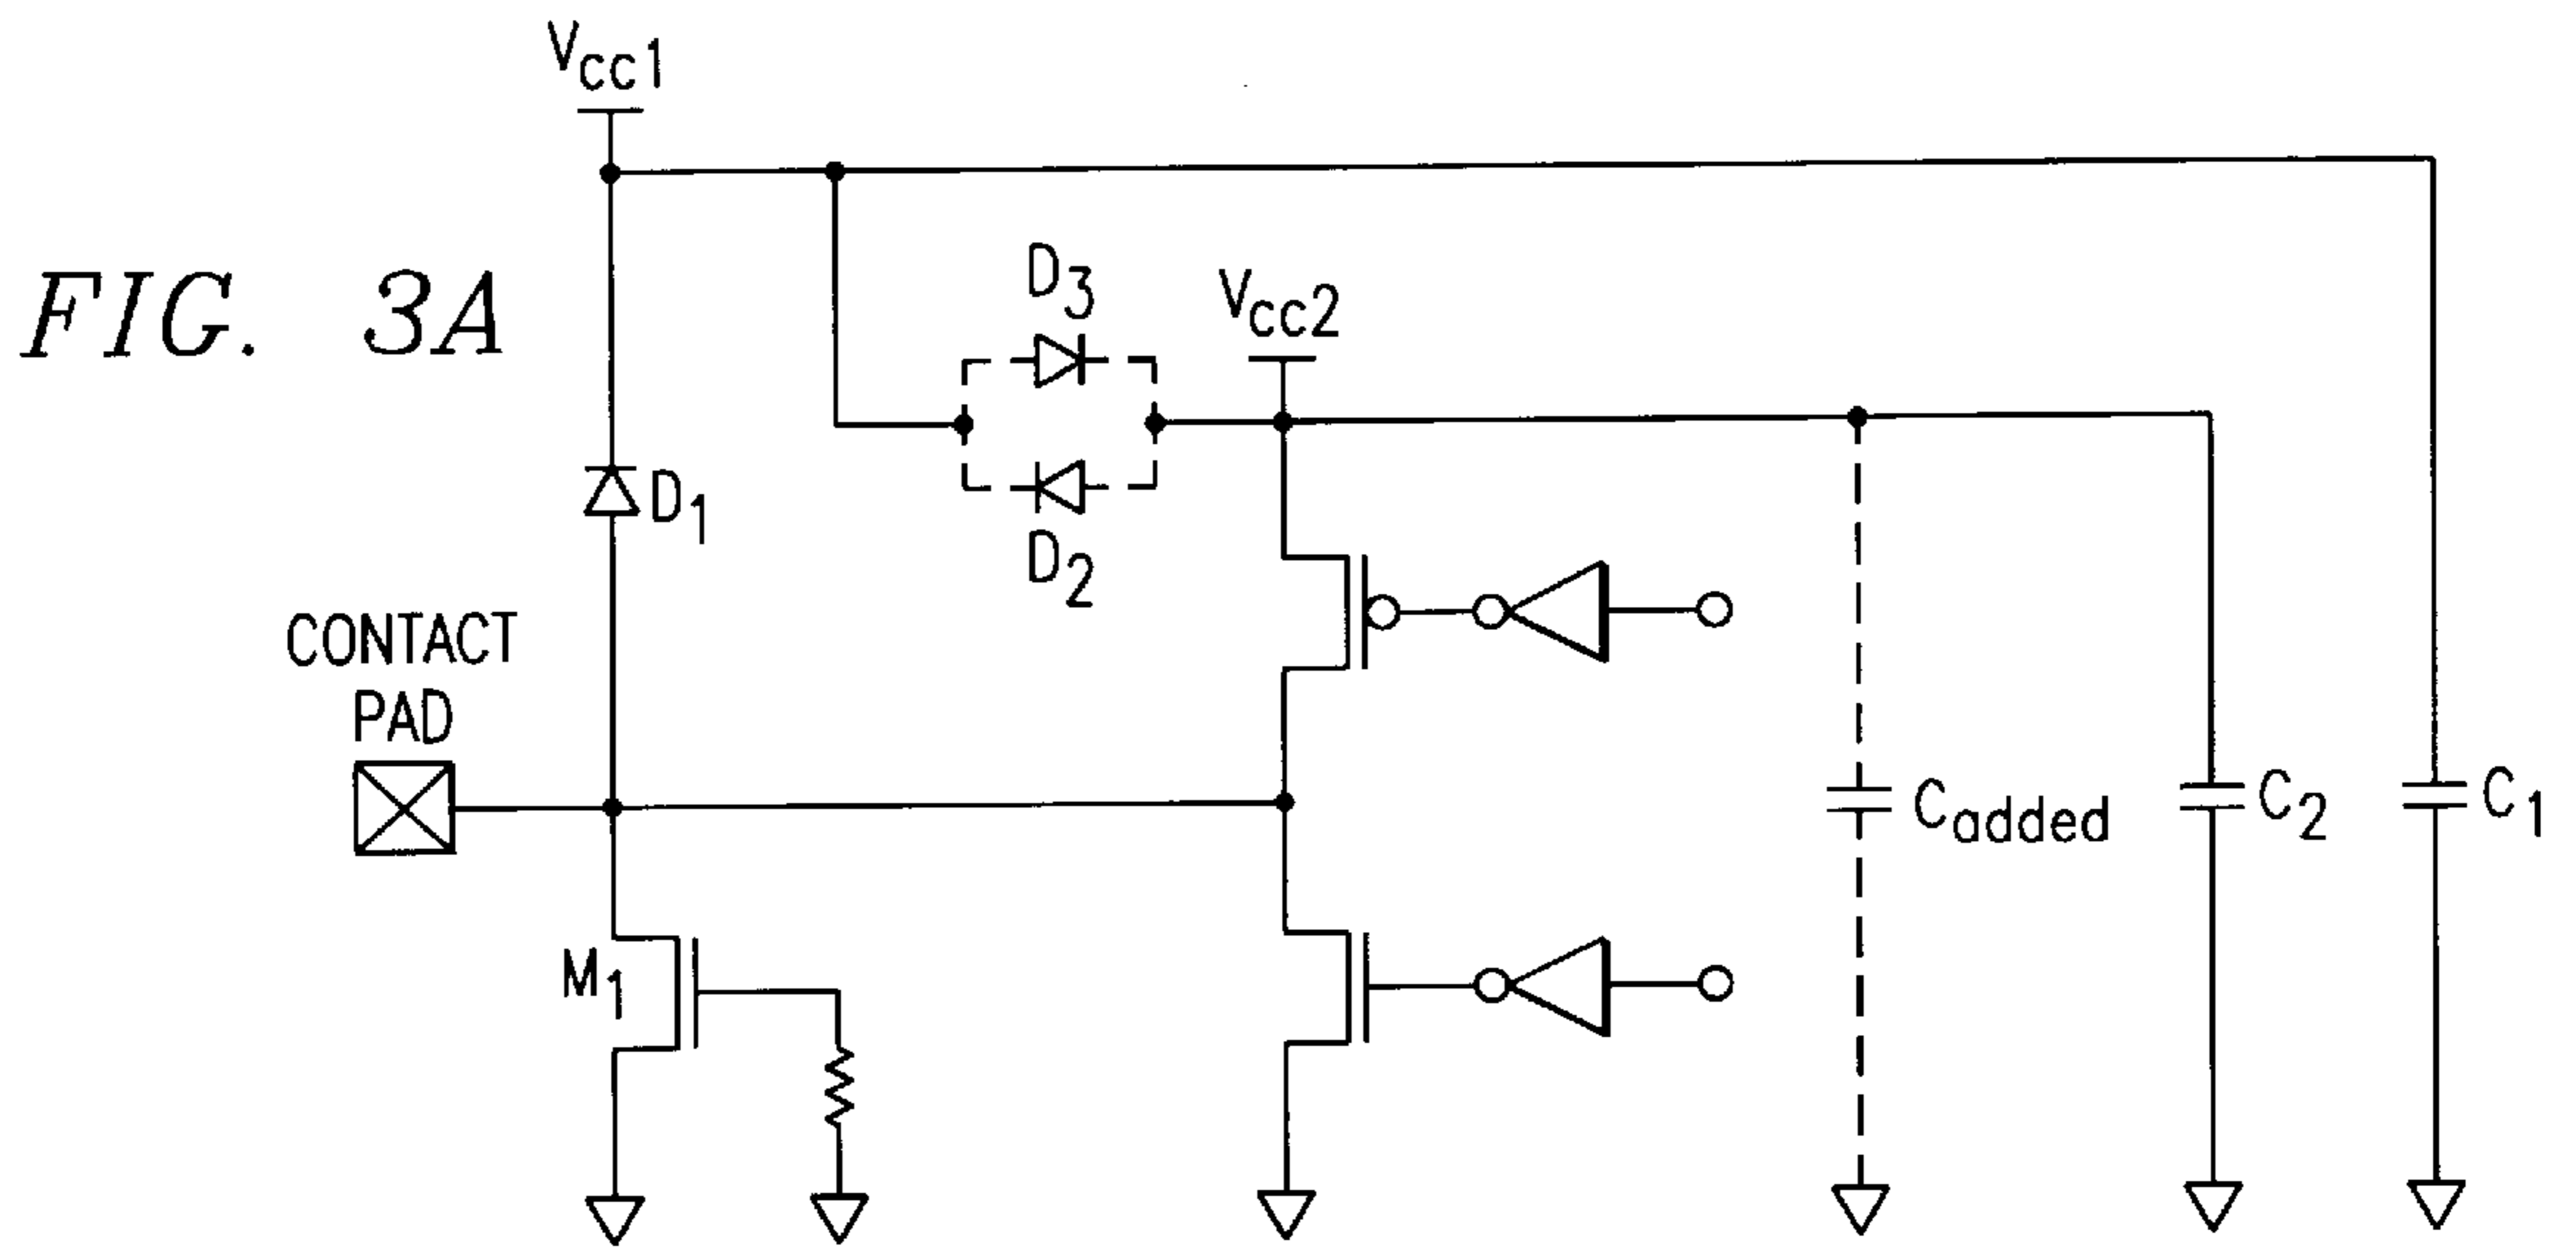 Vcc1
FIG. 3A
D3
Vcc2
D1
D2
CONTACT
PAD
Cadded
C2
C1
M1